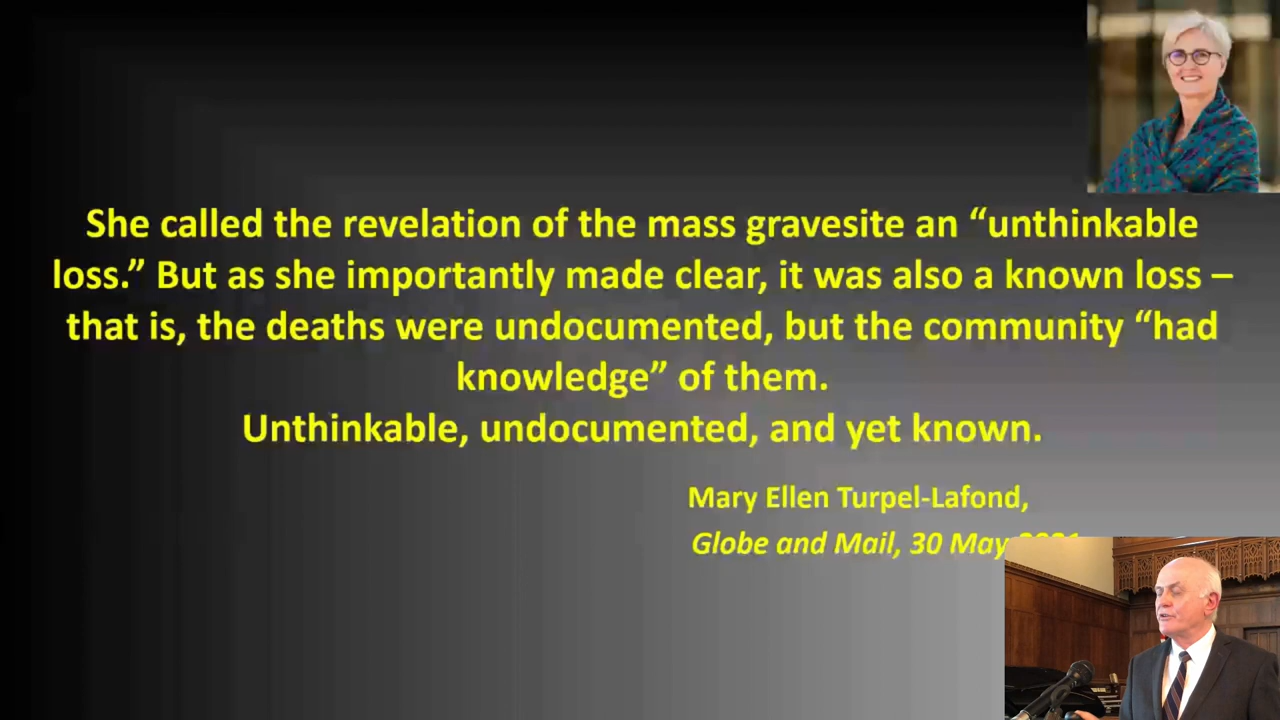 She called the revelation of the mass gravesite an “unthinkable
loss.” But as she importantly made clear, it was also a known loss –
that is, the deaths were undocumented, but the community “had
knowledge” of them.
Unthinkable, undocumented, and yet known.
Mary Ellen Turpel-Lafond,
Globe and Mail, 30 May